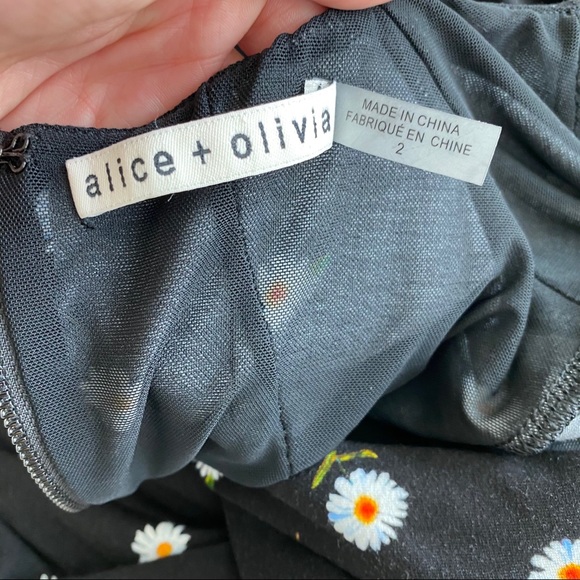 alice + olivia
MADE IN CHINA
FABRIQUÉ EN CHINE
2